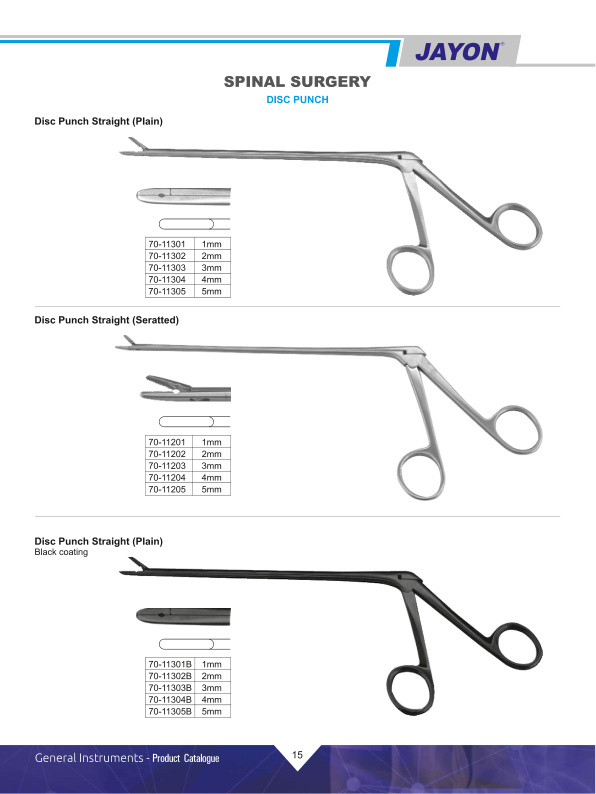 JAYON®
SPINAL SURGERY
DISC PUNCH
Disc Punch Straight (Plain)
70-11301 1mm
70-11302 2mm
70-11303 3mm
70-11304 4mm
70-11305 5mm
Disc Punch Straight (Seratted)
70-11201 1mm
70-11202 2mm
70-11203 3mm
70-11204 4mm
70-11205 5mm
Disc Punch Straight (Plain)
Black coating
70-11301B 1mm
70-11302B 2mm
70-11303B 3mm
70-11304B 4mm
70-11305B 5mm
General Instruments - Product Catalogue
15